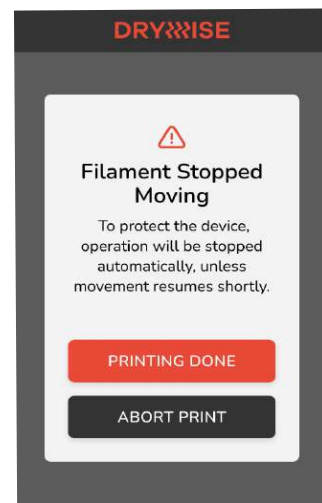 DRYWISE
Filament Stopped
Moving
To protect the device,
operation will be stopped
automatically, unless
movement resumes shortly.
PRINTING DONE
ABORT PRINT